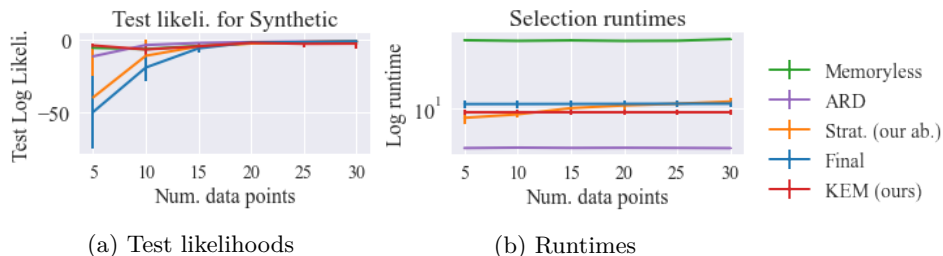 Test likeli. for Synthetic
Test Log Likeli.
0
−50
5 10 15 20 25 30
Num. data points
(a) Test likelihoods
Selection runtimes
Log runtime
10^1
5 10 15 20 25 30
Num. data points
(b) Runtimes
Memoryless
ARD
Strat. (our ab.)
Final
KEM (ours)